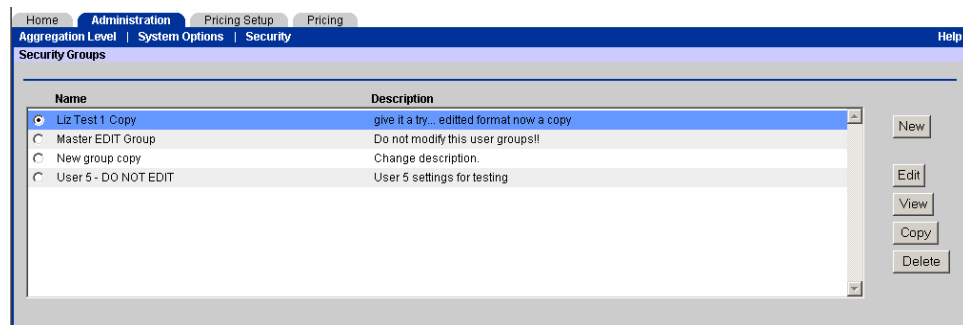 Home Administration Pricing Setup Pricing
Aggregation Level | System Options | Security Help
Security Groups
Name Description
Liz Test 1 Copy give it a try... editted format now a copy
New
Master EDIT Group Do not modify this user groups!!
New group copy Change description.
User 5 - DO NOT EDIT User 5 settings for testing
Edit
View
Copy
Delete